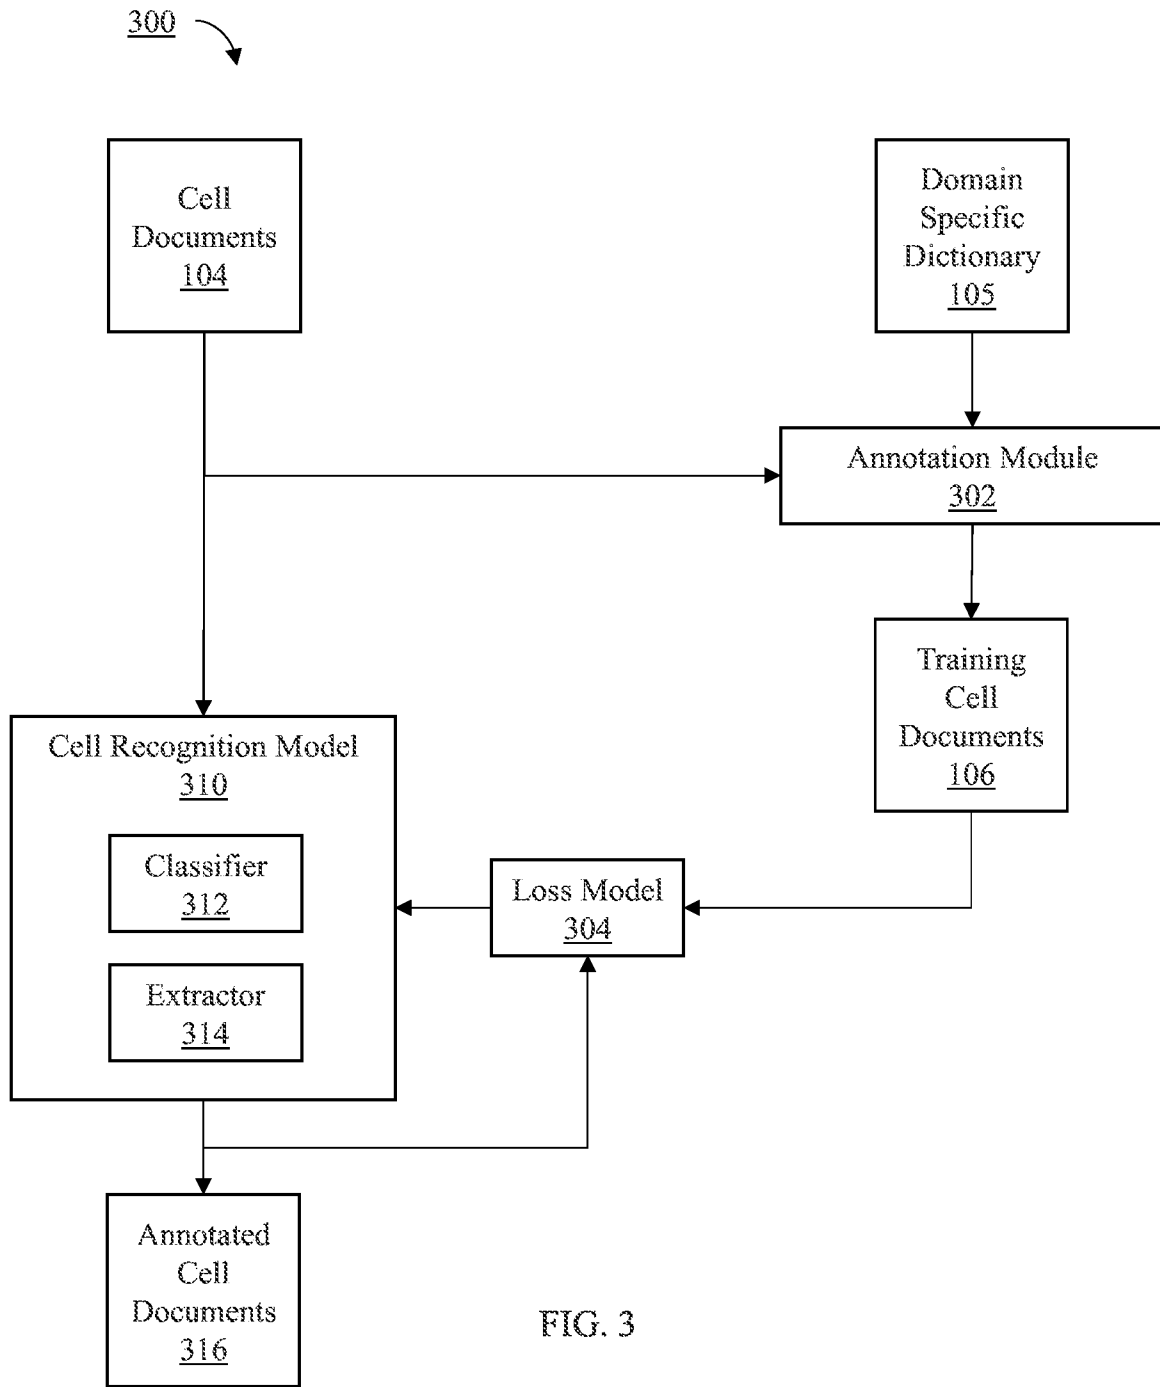 300
Cell
Documents
104
Domain
Specific
Dictionary
105
Annotation Module
302
Training
Cell
Documents
106
Cell Recognition Model
310
Classifier
312
Extractor
314
Loss Model
304
Annotated
Cell
Documents
316
FIG. 3